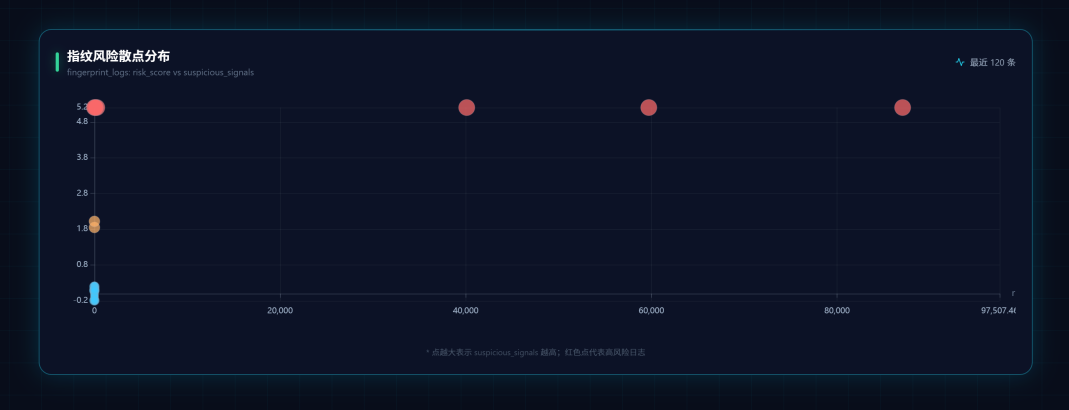 指纹风险散点分布
fingerprint_logs: risk_score vs suspicious_signals
最近 120 条
5.2
4.8
3.8
2.8
1.8
0.8
-0.2
0
20,000
40,000
60,000
80,000
97,507.46
r
* 点越大表示 suspicious_signals 越高；红色点代表高风险日志